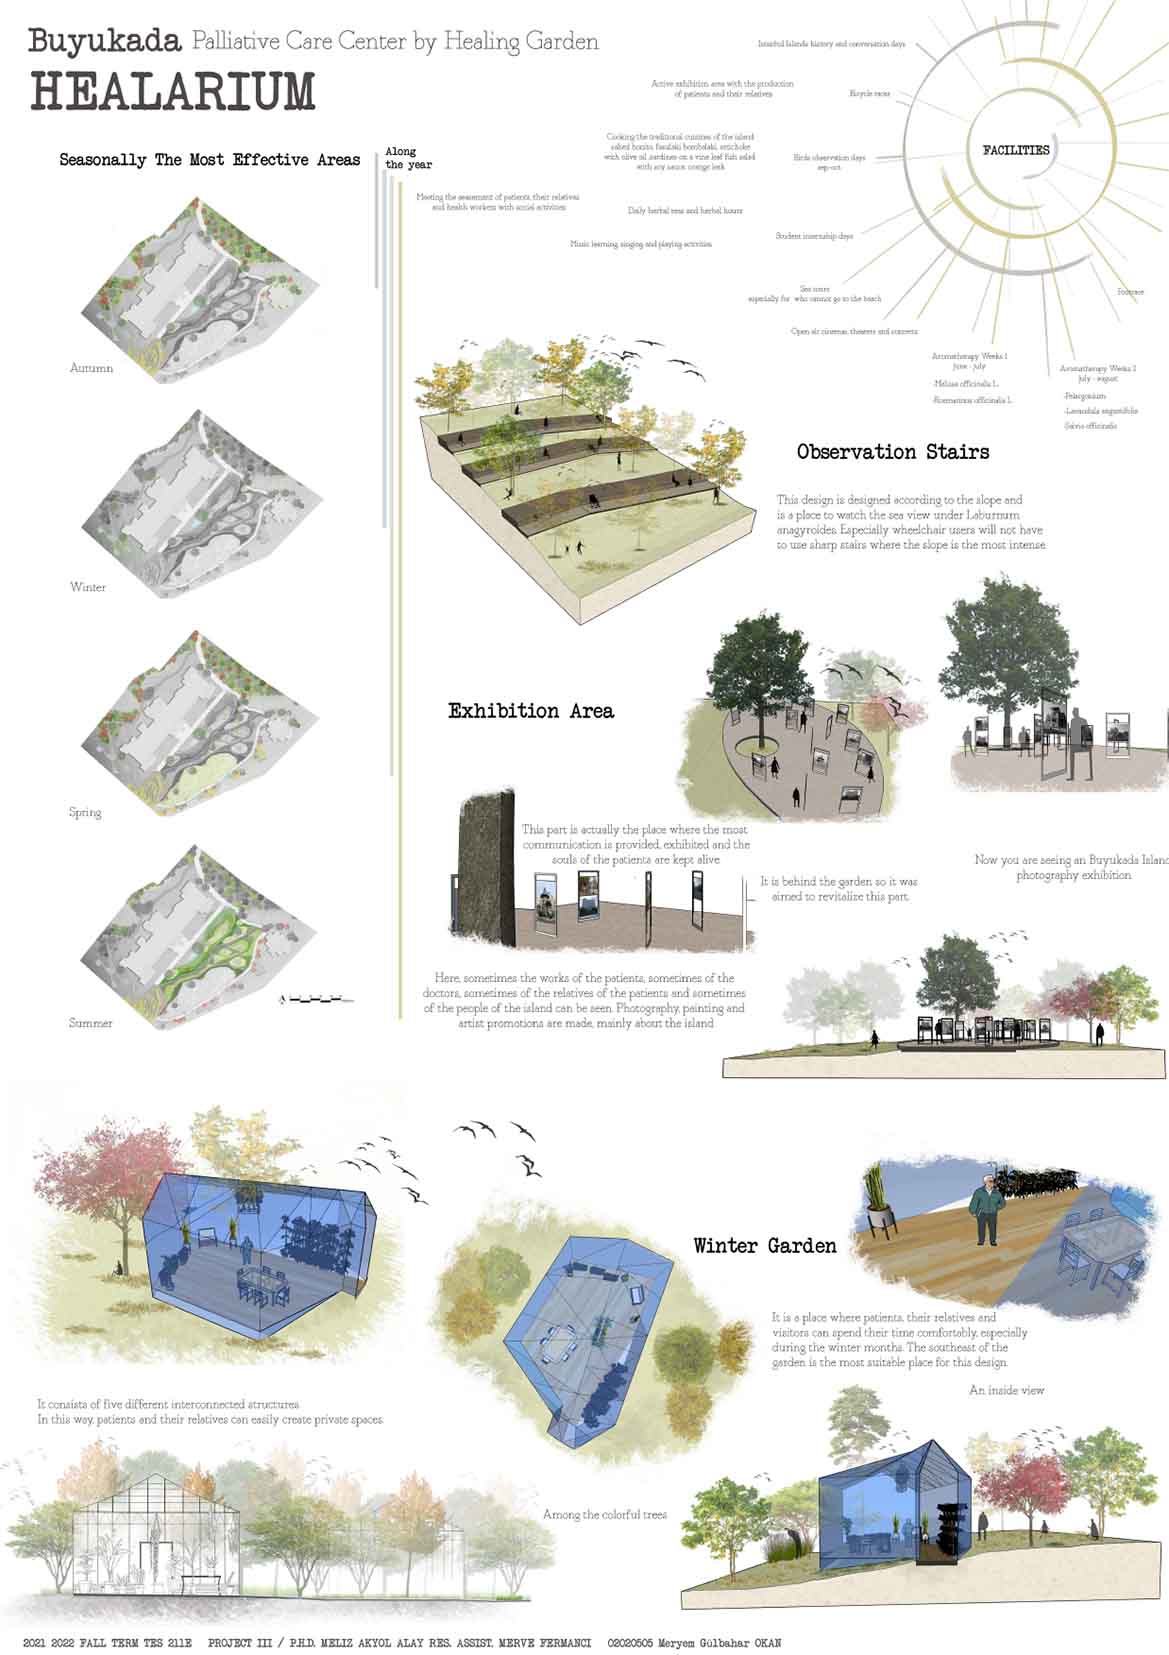 Buyukada Palliative Care Center by Healing Garden
HEALARIUM
Seasonally The Most Effective Areas
Along
the year
Autumn
Winter
Spring
Summer
Istanbul Islands history and conversation days
Active exhibition area with the production
of patients and their relatives
Bicycle races
Cooking the traditional cuisines of the island
salted bonito, fasulaki bombolaki, artichoke
with olive oil, sardines on a vine leaf fish salad
with soy sauce, orange leek
Birds observation days
sep-oct
FACILITIES
Meeting the seasement of patients, their relatives
and health workers with social activities
Daily herbal teas and herbal hours
Student internship days
Music learning, singing and playing activities
Sea tours
especially for who cannot go to the beach
Footrace
Open air cinemas, theaters and concerts
Aromatherapy Weeks 1
june - july
-Melissa officinalis L.
-Rosmarinus officinalis L.
Aromatherapy Weeks 2
july - august
-Pelargonium
-Lavandula angustifolia
-Salvia officinalis
Observation Stairs
This design is designed according to the slope and
is a place to watch the sea view under Laburnum
anagyroides. Especially wheelchair users will not have
to use sharp stairs where the slope is the most intense.
Exhibition Area
This part is actually the place where the most
communication is provided, exhibited and the
souls of the patients are kept alive.
It is behind the garden so it was
aimed to revitalize this part.
Now you are seeing an Buyukada Island
photography exhibition.
Here, sometimes the works of the patients, sometimes of the
doctors, sometimes of the relatives of the patients and sometimes
of the people of the island can be seen. Photography, painting and
artist promotions are made, mainly about the island.
Winter Garden
It is a place where patients, their relatives and
visitors can spend their time comfortably, especially
during the winter months. The southeast of the
garden is the most suitable place for this design.
An inside view
It consists of five different interconnected structures.
In this way, patients and their relatives can easily create private spaces.
Among the colorful trees
2021 2022 FALL TERM TES 211E PROJECT III / P.H.D. MELIZ AKYOL ALAY RES. ASSIST. MERVE FERMANCI 02020505 Meryem Gülbahar OKAN